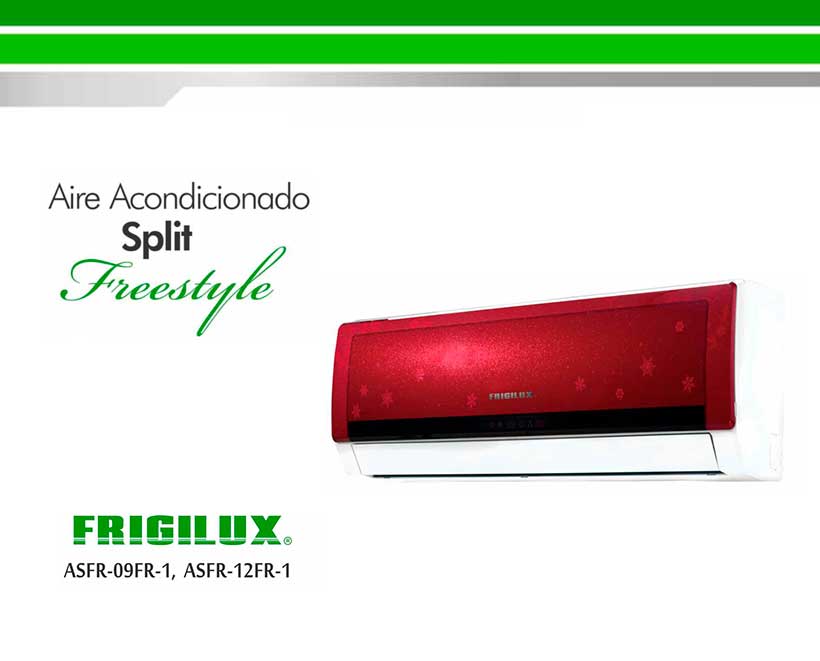 Aire Acondicionado
Split
Freestyle
FRIGILUX
FRIGILUX®
ASFR-09FR-1, ASFR-12FR-1